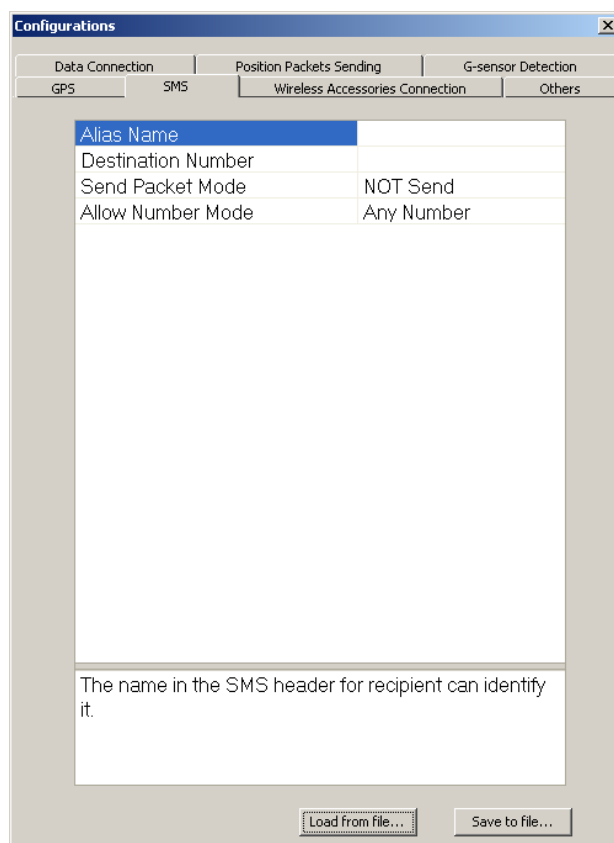 Configurations
Data Connection Position Packets Sending G-sensor Detection
GPS SMS Wireless Accessories Connection Others
Alias Name
Destination Number
Send Packet Mode NOT Send
Allow Number Mode Any Number
The name in the SMS header for recipient can identify
it.
Load from file... Save to file...